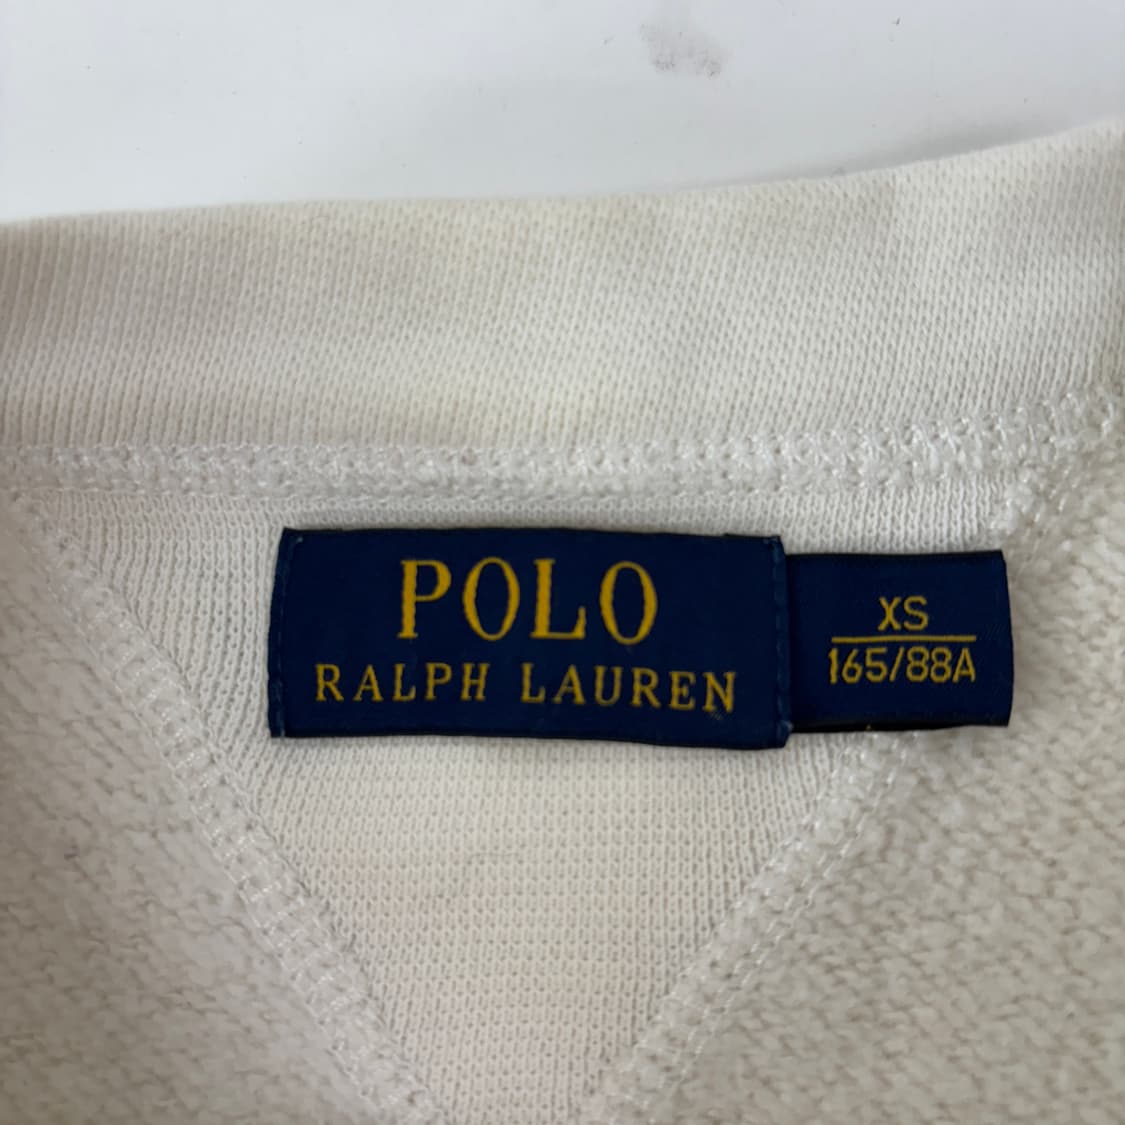 POLO
RALPH LAUREN
XS
165/88A